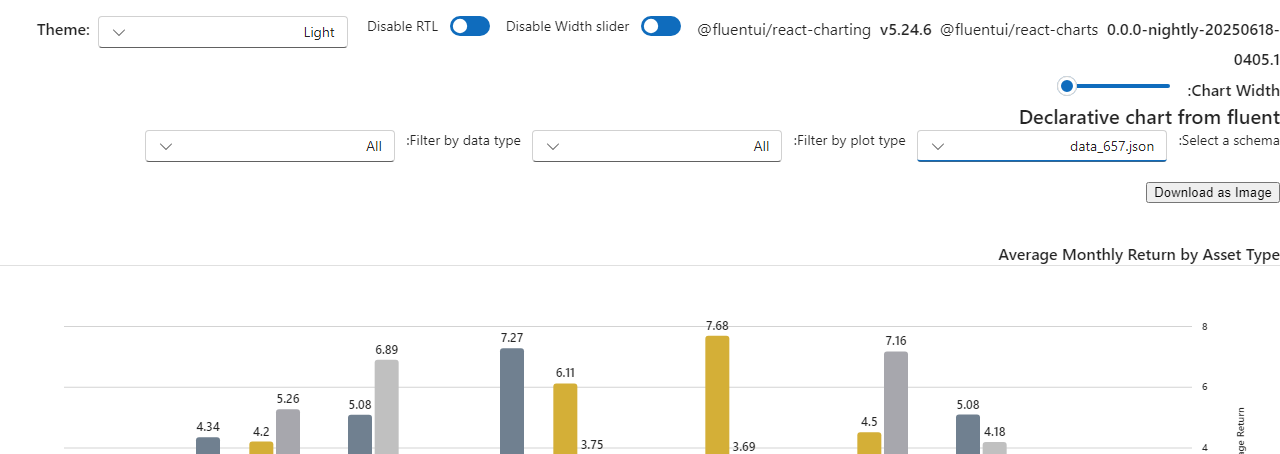 Theme: Light Disable RTL Disable Width slider @fluentui/react-charting v5.24.6 @fluentui/react-charts 0.0.0-nightly-20250618-
0405.1
:Chart Width
Declarative chart from fluent
:Select a schema data_657.json :Filter by plot type All :Filter by data type All
Download as Image
Average Monthly Return by Asset Type
8
7.68
7.27
6.89
7.16
6
6.11
5.26
5.08
5.08
4.34
4.2
4.5
4.18
3.75
3.69
4
age Return